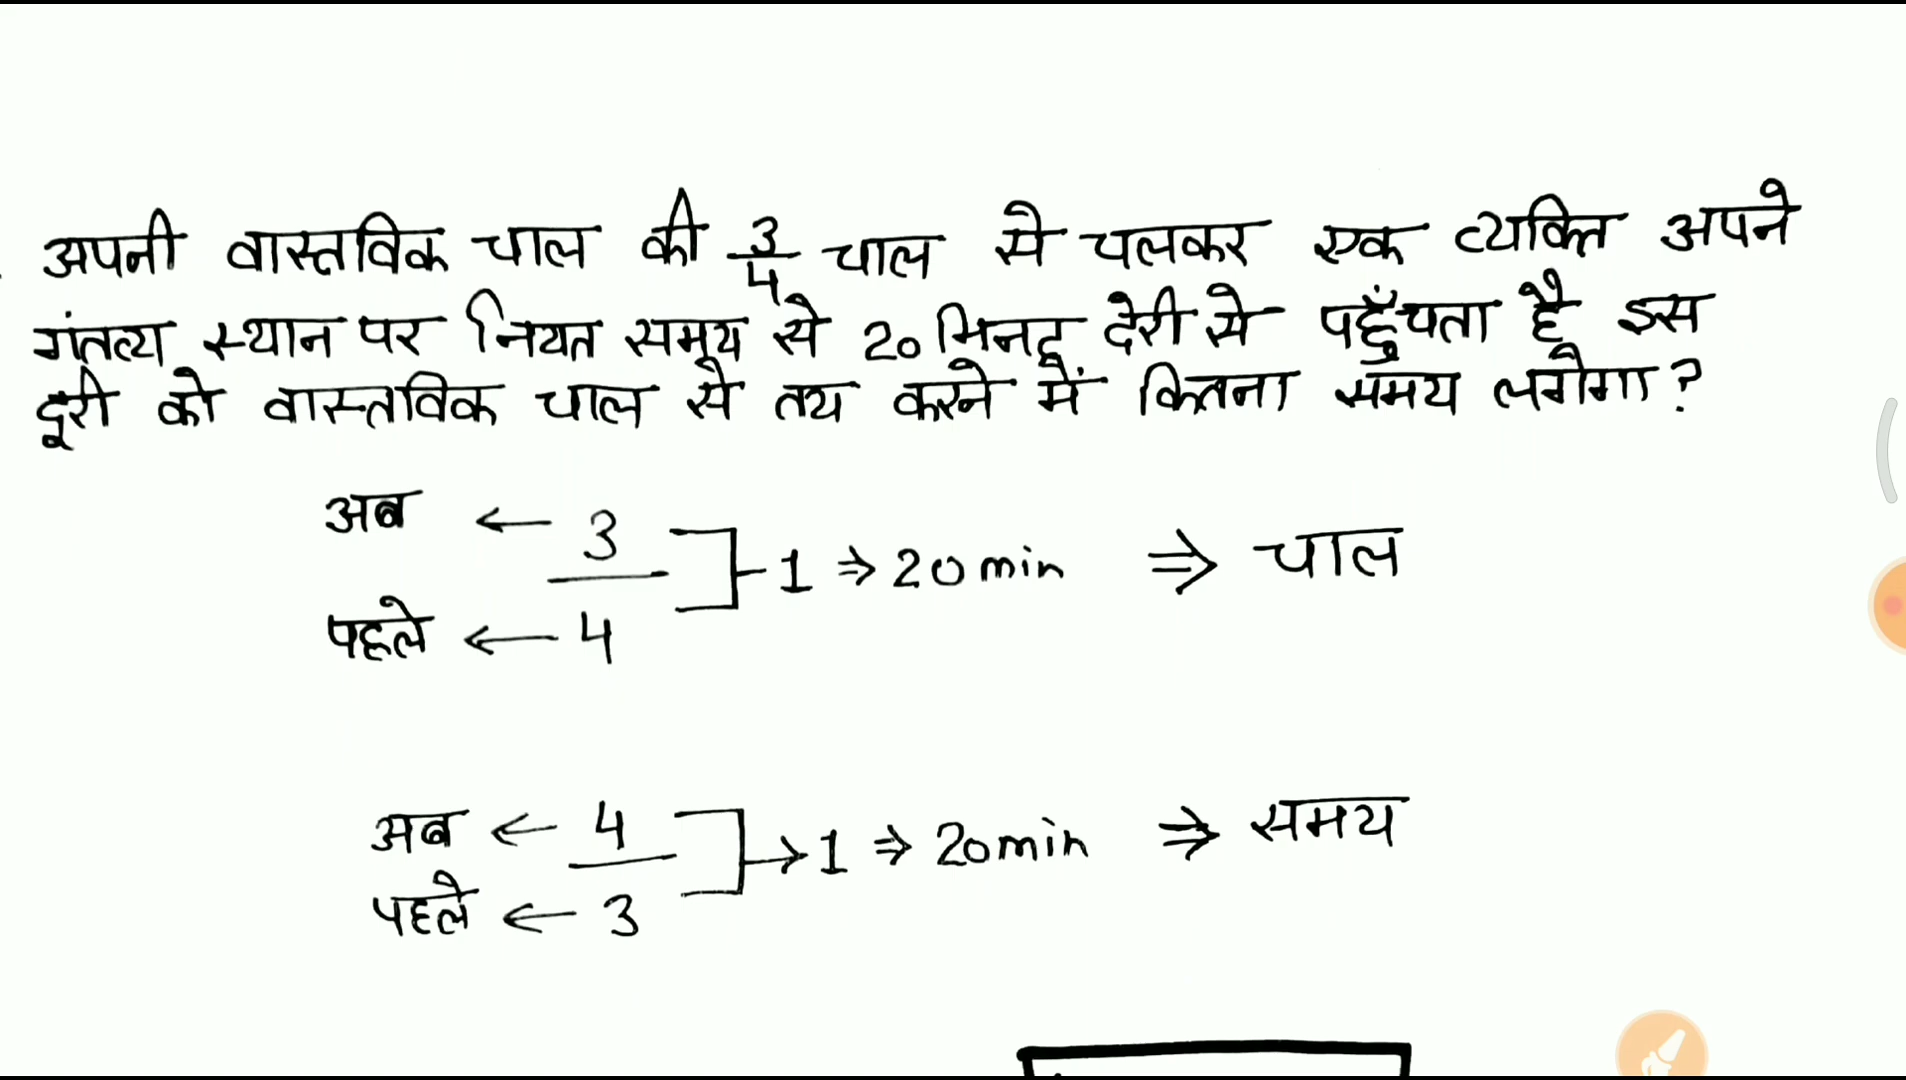 अपनी वास्तविक चाल की 3/4 चाल से चलकर एक व्यक्ति अपने
गंतव्य स्थान पर नियत समय से 20 मिनट देरी से पहुँचता है इस
दूरी को वास्तविक चाल से तय करने में कितना समय लगेगा?
अब ← 3
] 1 ⇒ 20 min ⇒ चाल
पहले ← 4
अब ← 4
] → 1 ⇒ 20 min ⇒ समय
पहले ← 3